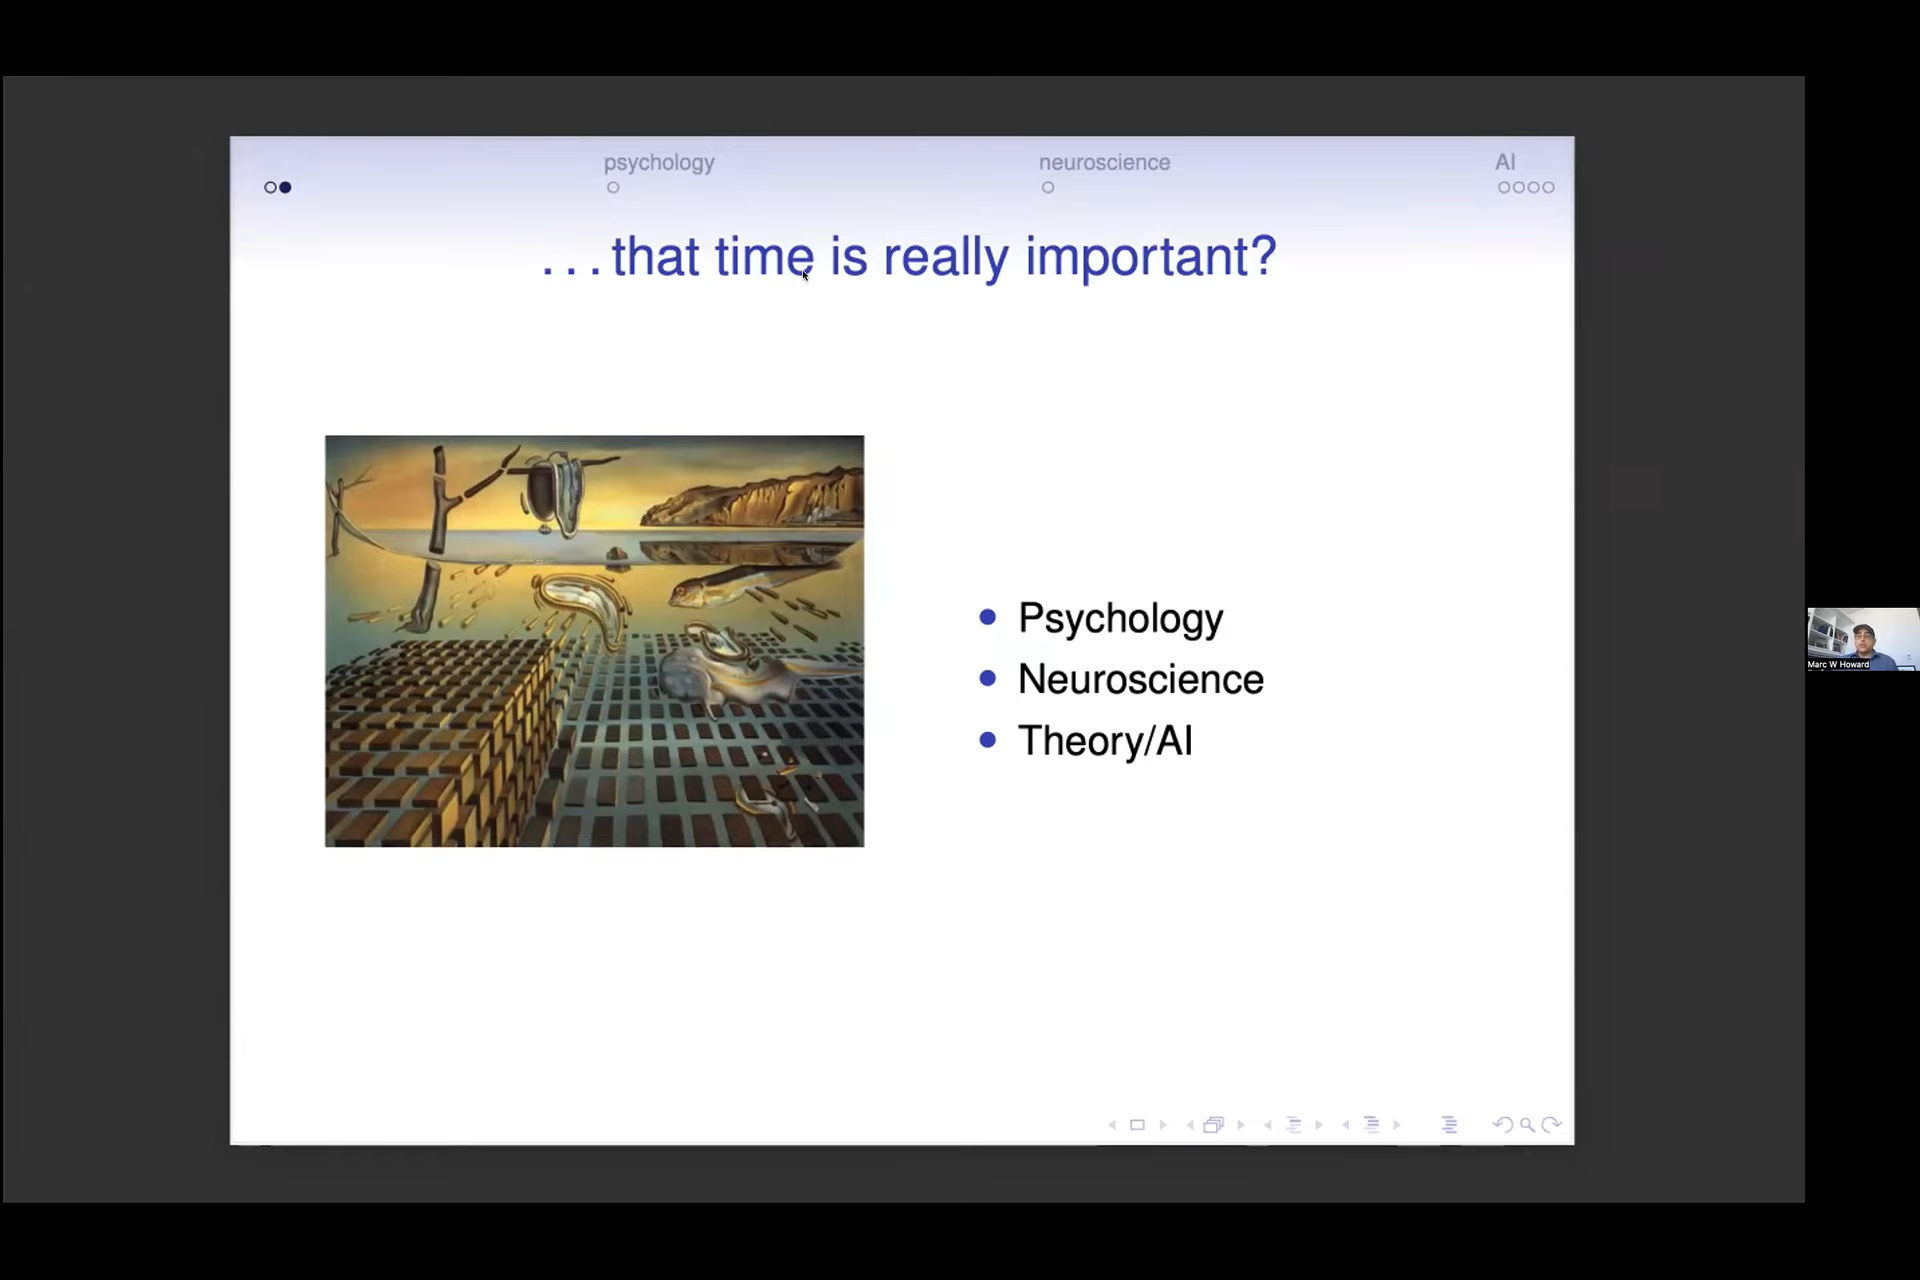 psychology
neuroscience
AI
...that time is really important?
Psychology
Neuroscience
Theory/AI
Marc W Howard